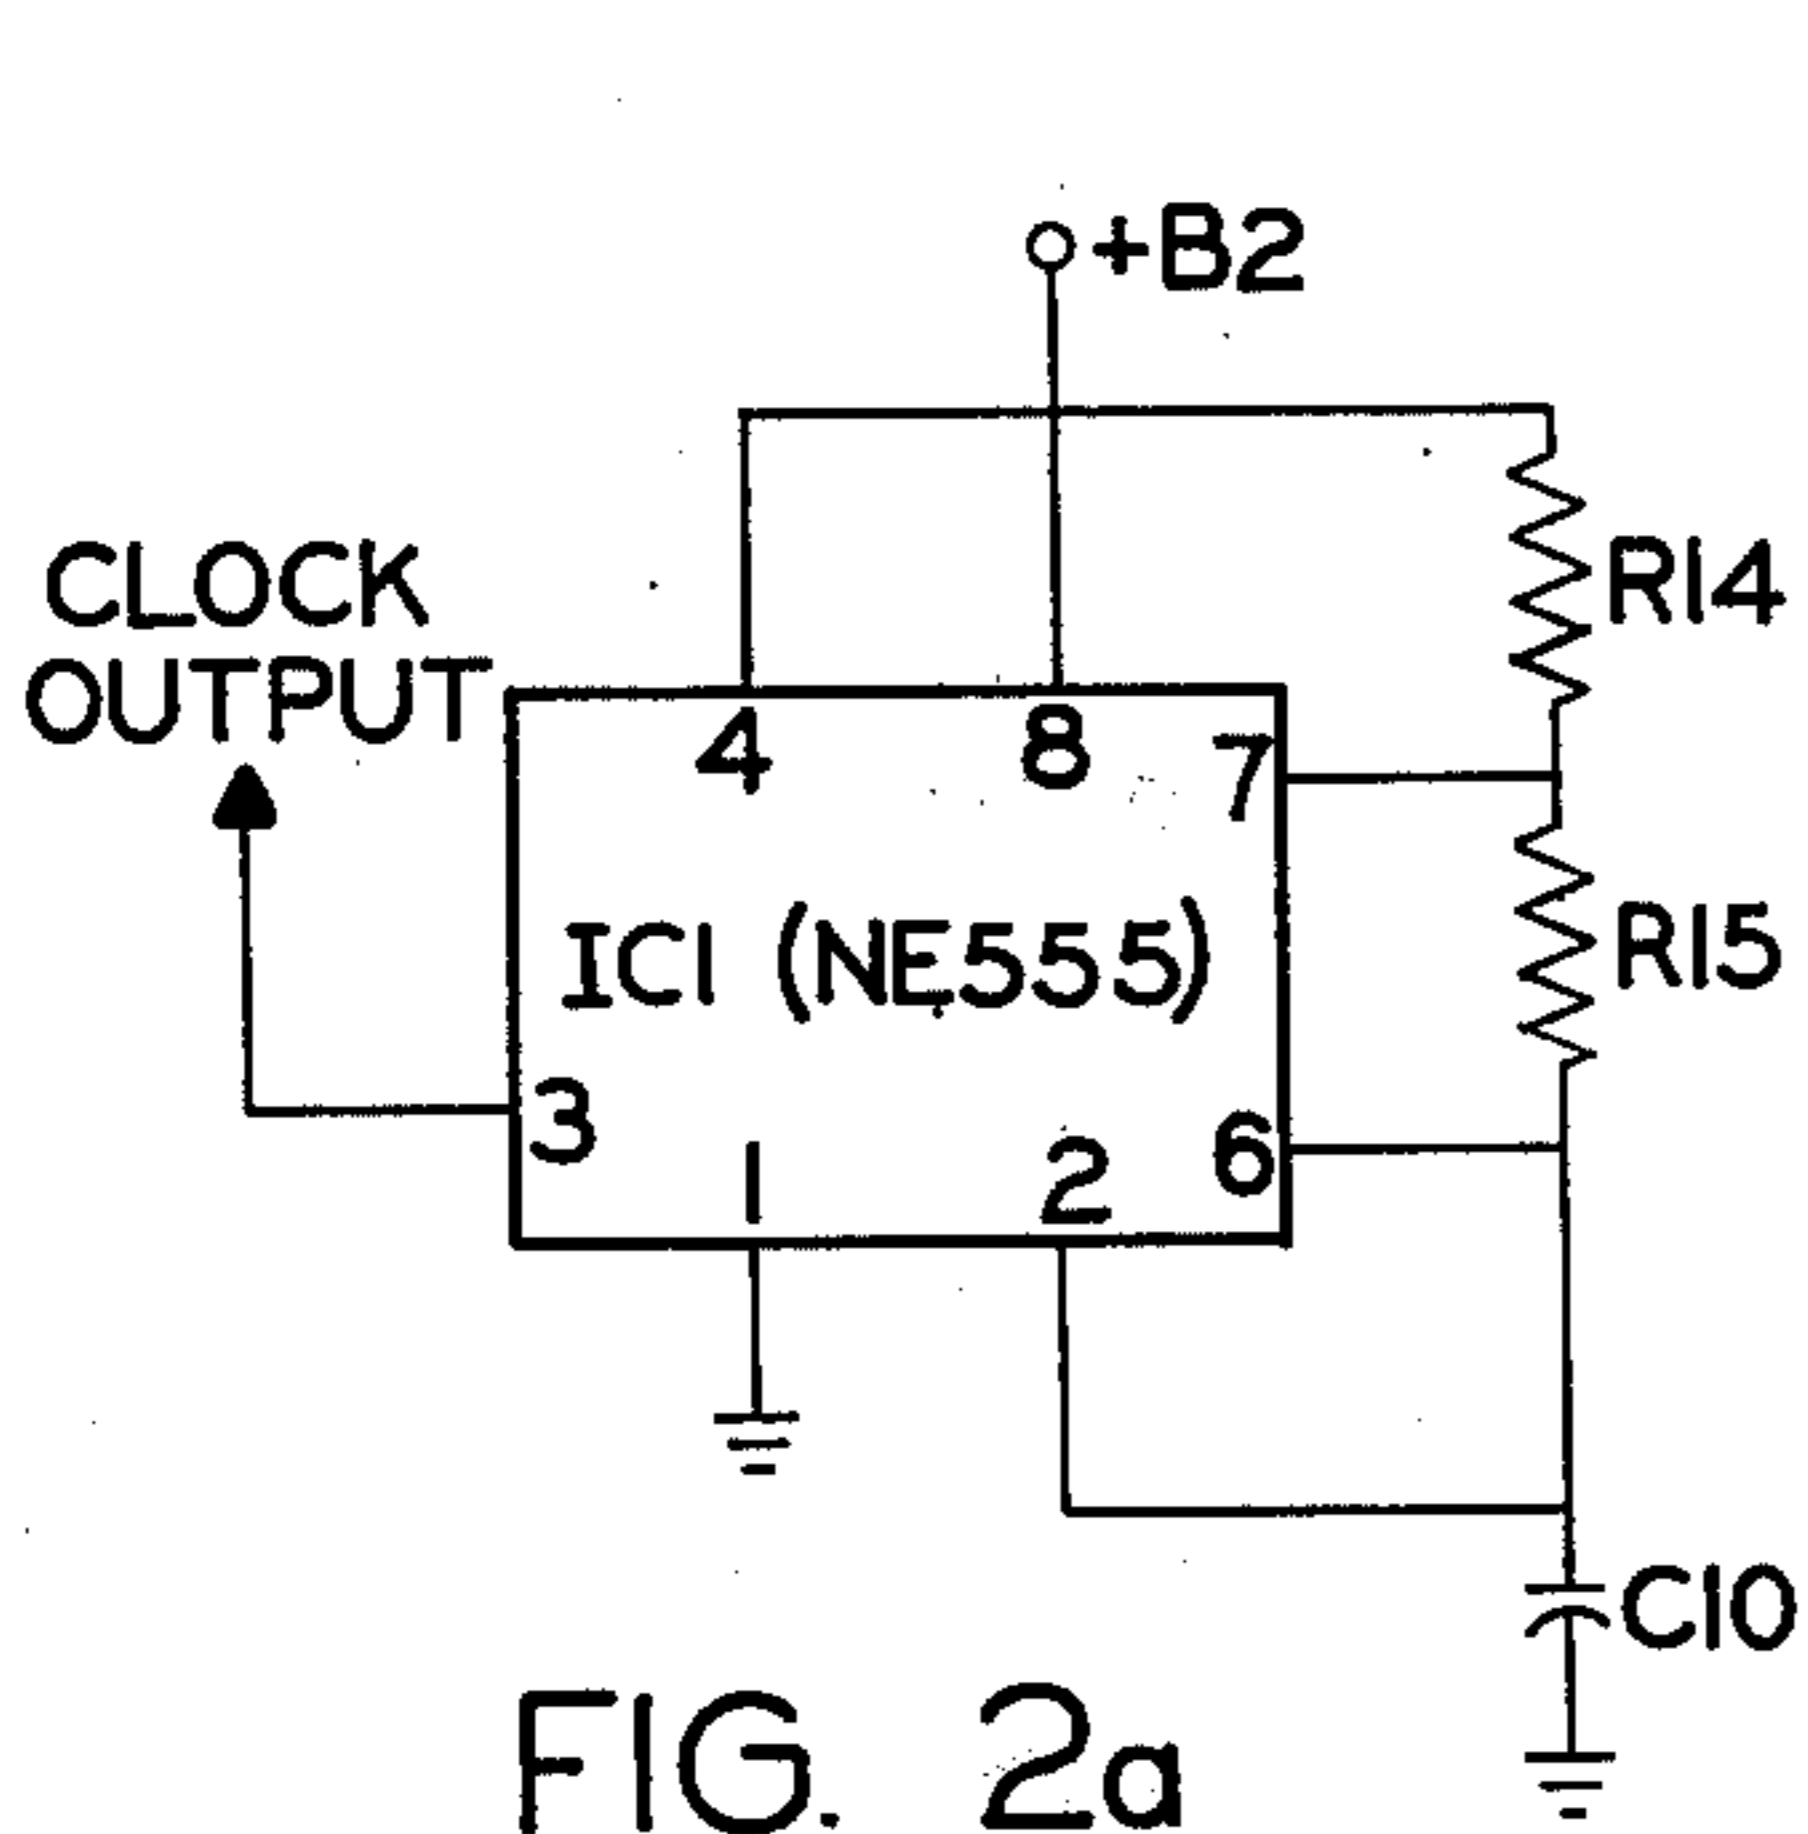 +B2
CLOCK
OUTPUT
R14
4 8 7
IC1 (NE555)
R15
3 1 2 6
C10
FIG. 2a